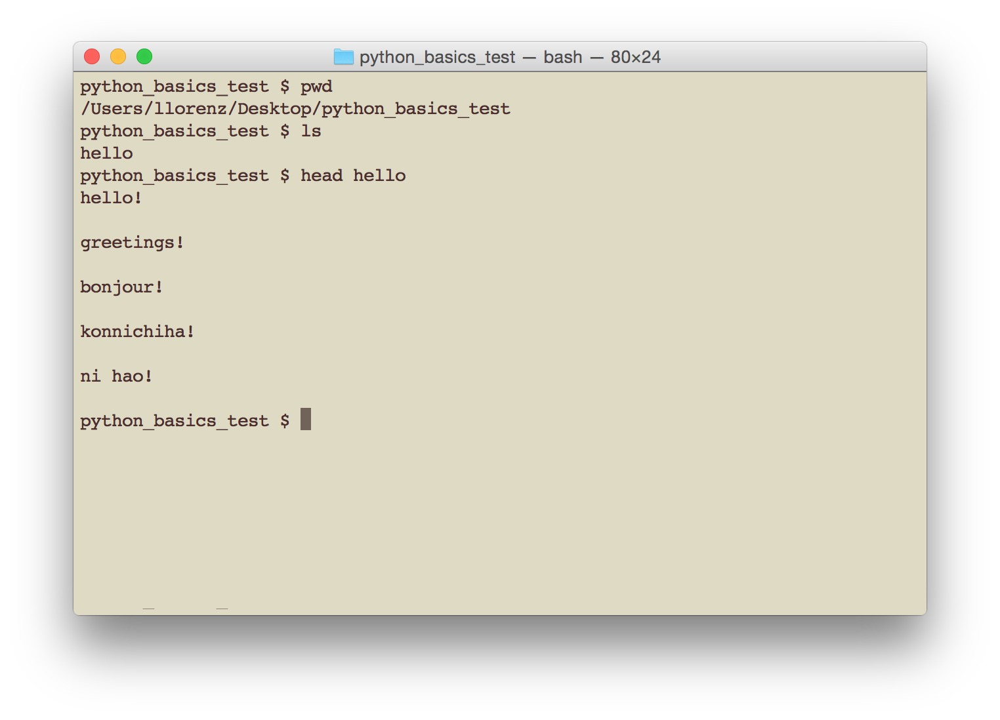 python_basics_test — bash — 80×24
python_basics_test $ pwd
/Users/llorenz/Desktop/python_basics_test
python_basics_test $ ls
hello
python_basics_test $ head hello
hello!
greetings!
bonjour!
konnichiha!
ni hao!
python_basics_test $